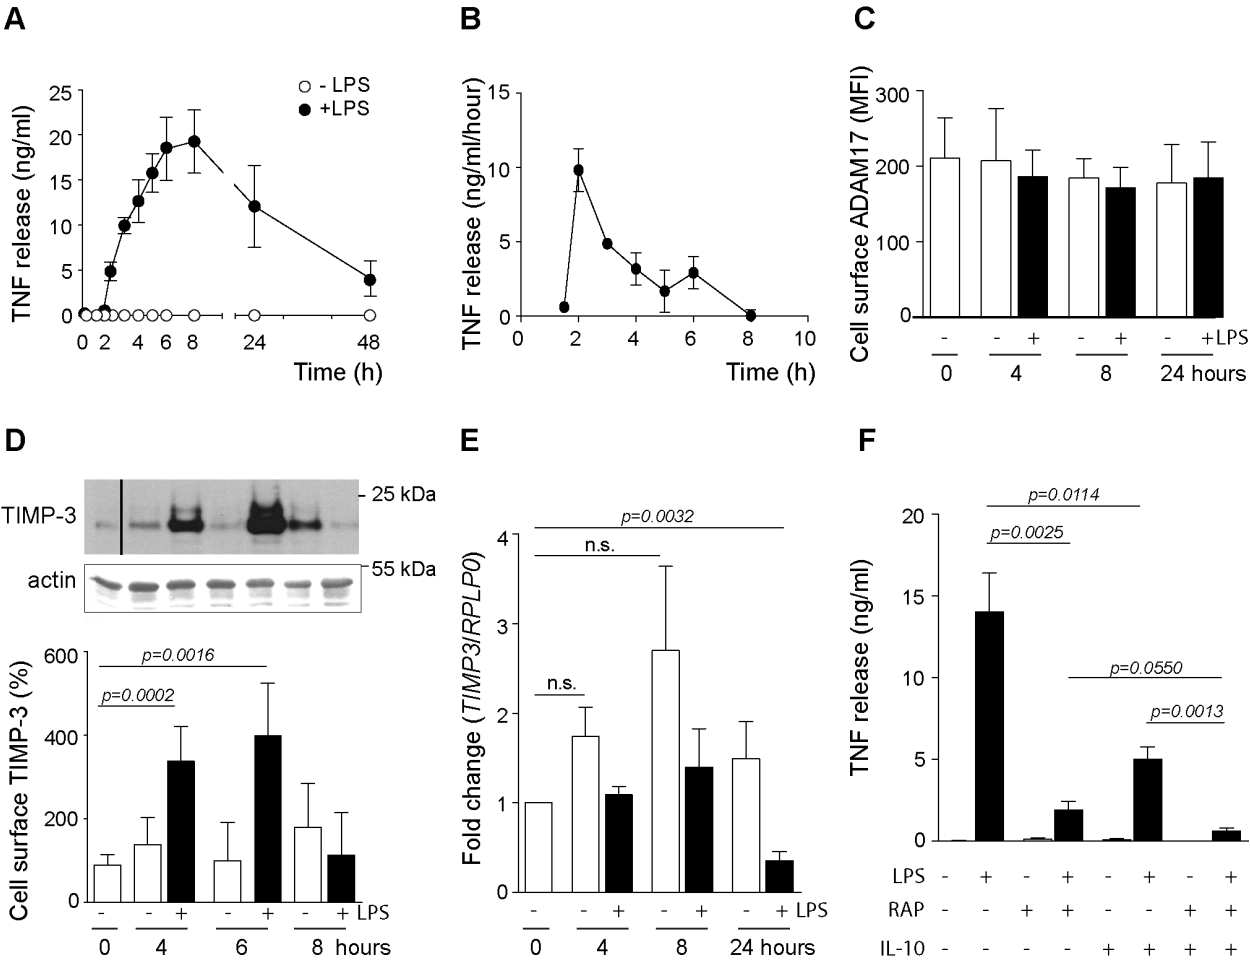 A
TNF release (ng/ml)
25
20
15
10
5
0
- LPS
+LPS
0 2 4 6 8 24 48
Time (h)
B
TNF release (ng/ml/hour)
15
10
5
0
0 2 4 6 8 10
Time (h)
C
Cell surface ADAM17 (MFI)
300
200
100
0
- - + - + - +LPS
0 4 8 24 hours
D
TIMP-3
25 kDa
actin
55 kDa
Cell surface TIMP-3 (%)
600
400
200
0
p=0.0016
p=0.0002
- - + - + - + LPS
0 4 6 8 hours
E
Fold change (TIMP3/RPLP0)
4
3
2
1
0
p=0.0032
n.s.
n.s.
- - + - + - + LPS
0 4 8 24 hours
F
TNF release (ng/ml)
20
15
10
5
0
p=0.0114
p=0.0025
p=0.0550
p=0.0013
LPS - + - + - + - +
RAP - - + + - - + +
IL-10 - - - - + + + +